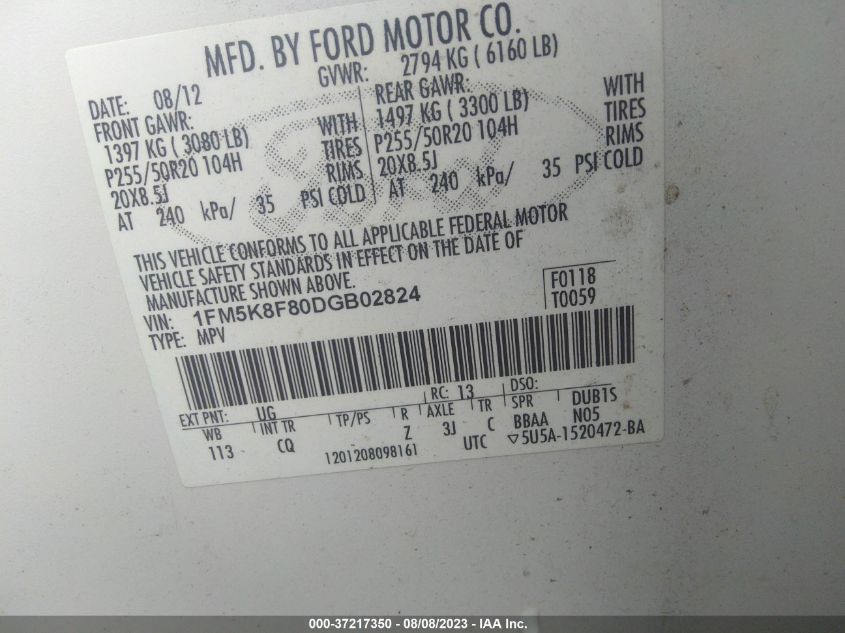 MFD. BY FORD MOTOR CO.
DATE: 08/12 GVWR: 2794 KG ( 6160 LB)
FRONT GAWR: REAR GAWR: WITH
1397 KG ( 3080 LB) WITH 1497 KG ( 3300 LB) TIRES
P255/50R20 104H TIRES P255/50R20 104H RIMS
20X8.5J RIMS 20X8.5J
AT 240 kPa/ 35 PSI COLD AT 240 kPa/ 35 PSI COLD
THIS VEHICLE CONFORMS TO ALL APPLICABLE FEDERAL MOTOR
VEHICLE SAFETY STANDARDS IN EFFECT ON THE DATE OF
MANUFACTURE SHOWN ABOVE.
VIN: 1FM5K8F80DGB02824 F0118
TYPE: MPV T0059
EXT PNT: UG RC: 13 DSO:
WB INT TR TP/PS R AXLE TR SPR DUB1S
113 CQ Z 3J C BBAA N05
1201208098161 UTC ▽5U5A-1520472-BA
Ford
000-37217350 - 08/08/2023 - IAA Inc.